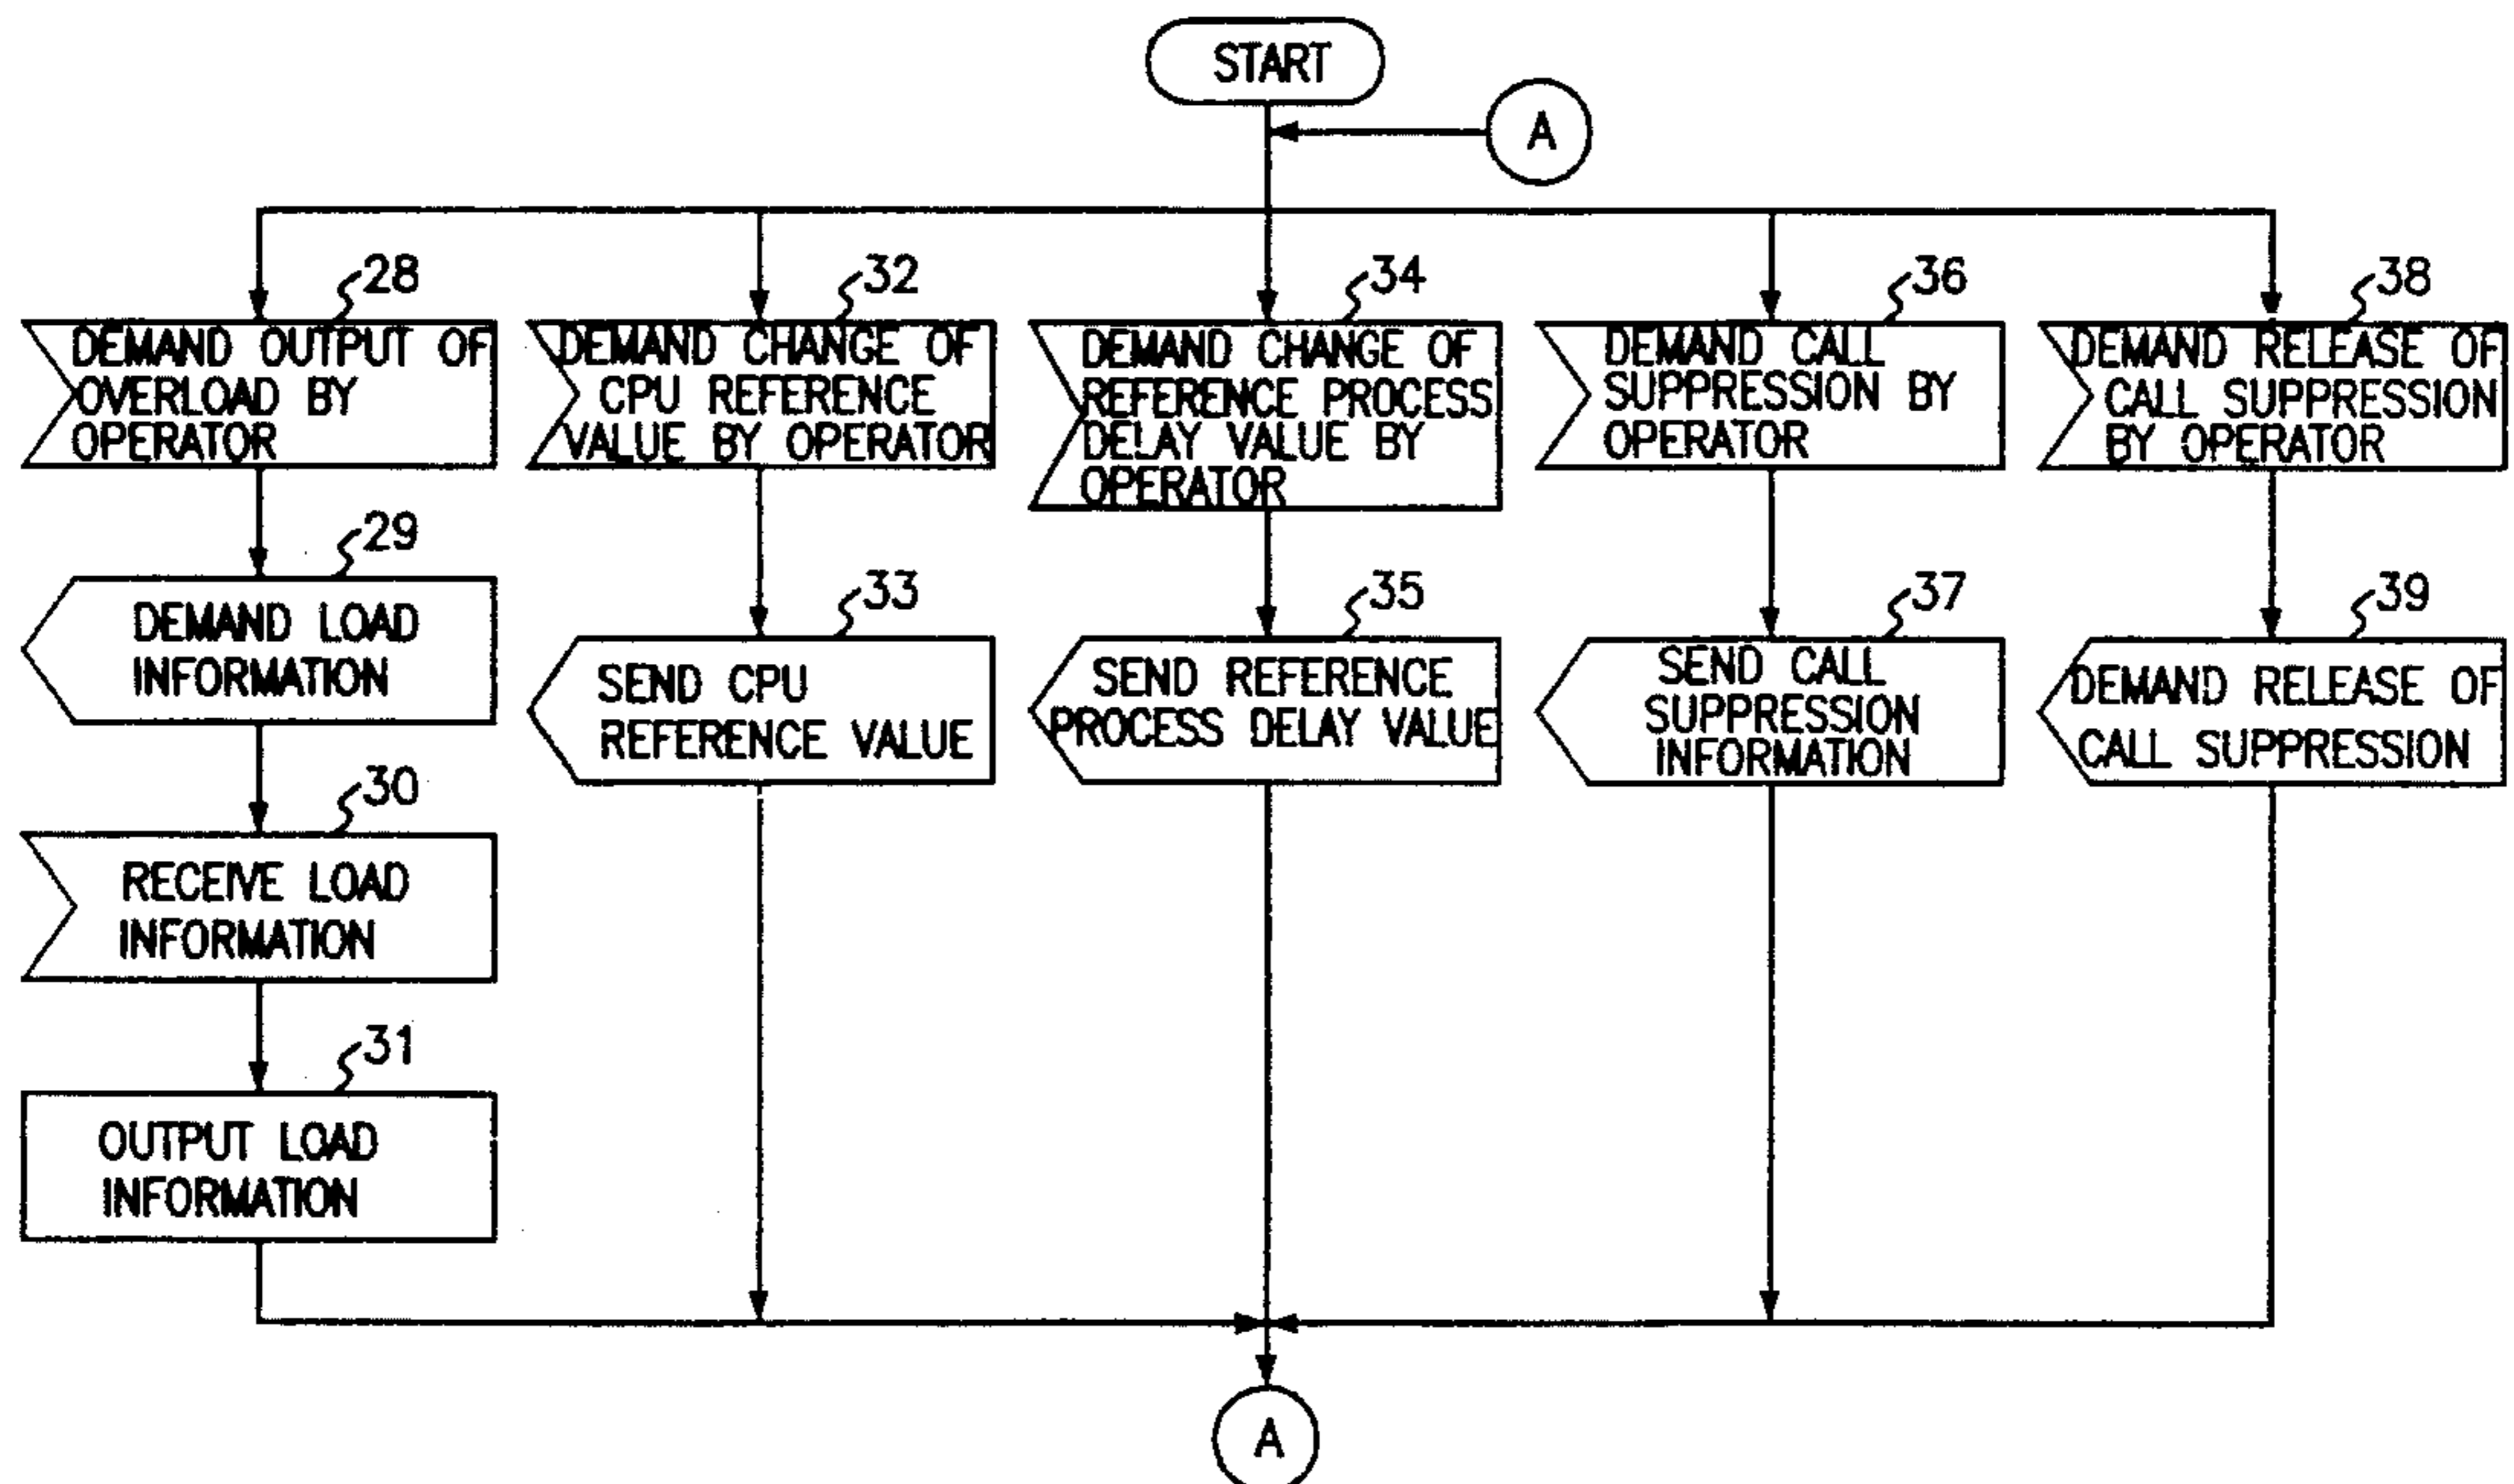 START
A
28
DEMAND OUTPUT OF
OVERLOAD BY
OPERATOR
32
DEMAND CHANGE OF
CPU REFERENCE
VALUE BY OPERATOR
34
DEMAND CHANGE OF
REFERENCE PROCESS
DELAY VALUE BY
OPERATOR
36
DEMAND CALL
SUPPRESSION BY
OPERATOR
38
DEMAND RELEASE OF
CALL SUPPRESSION
BY OPERATOR
29
DEMAND LOAD
INFORMATION
33
SEND CPU
REFERENCE VALUE
35
SEND REFERENCE
PROCESS DELAY VALUE
37
SEND CALL
SUPPRESSION
INFORMATION
39
DEMAND RELEASE OF
CALL SUPPRESSION
30
RECEIVE LOAD
INFORMATION
31
OUTPUT LOAD
INFORMATION
A